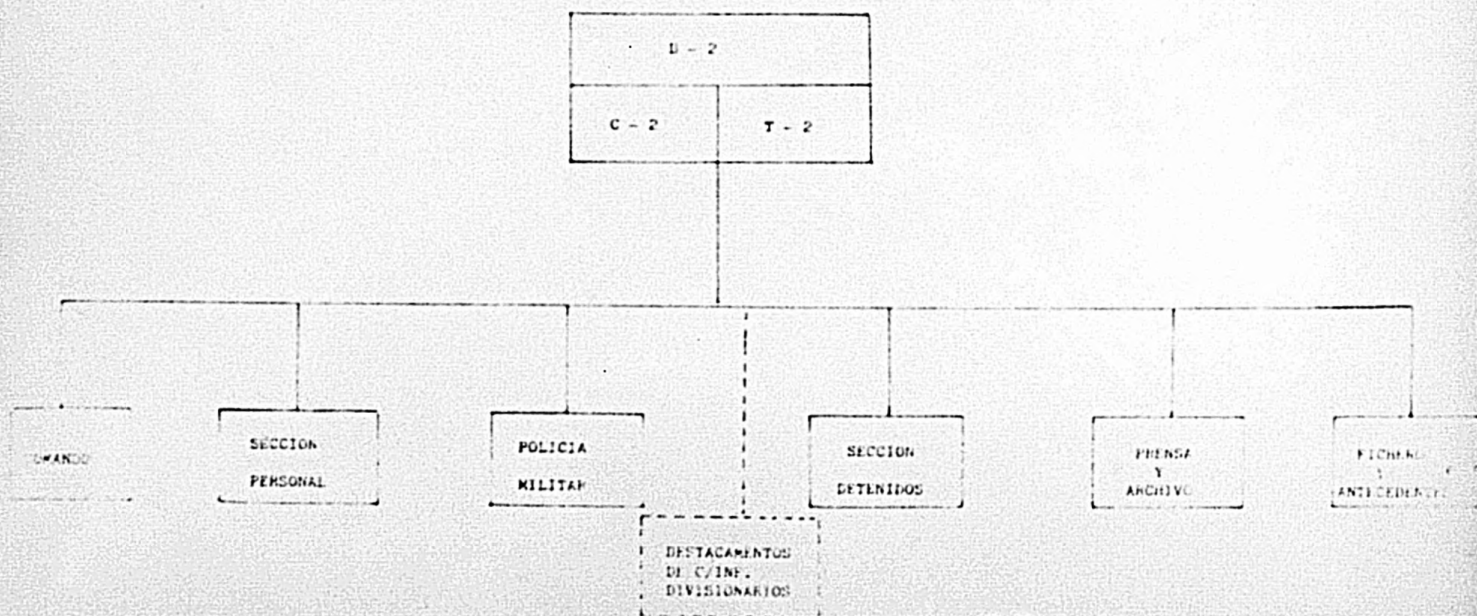 D - 2
C - 2
T - 2
SECCION
PERSONAL
POLICIA
MILITAR
SECCION
DETENIDOS
PRENSA
Y
ARCHIVO
DESTACAMENTOS
DE C/INF.
DIVISIONARIOS